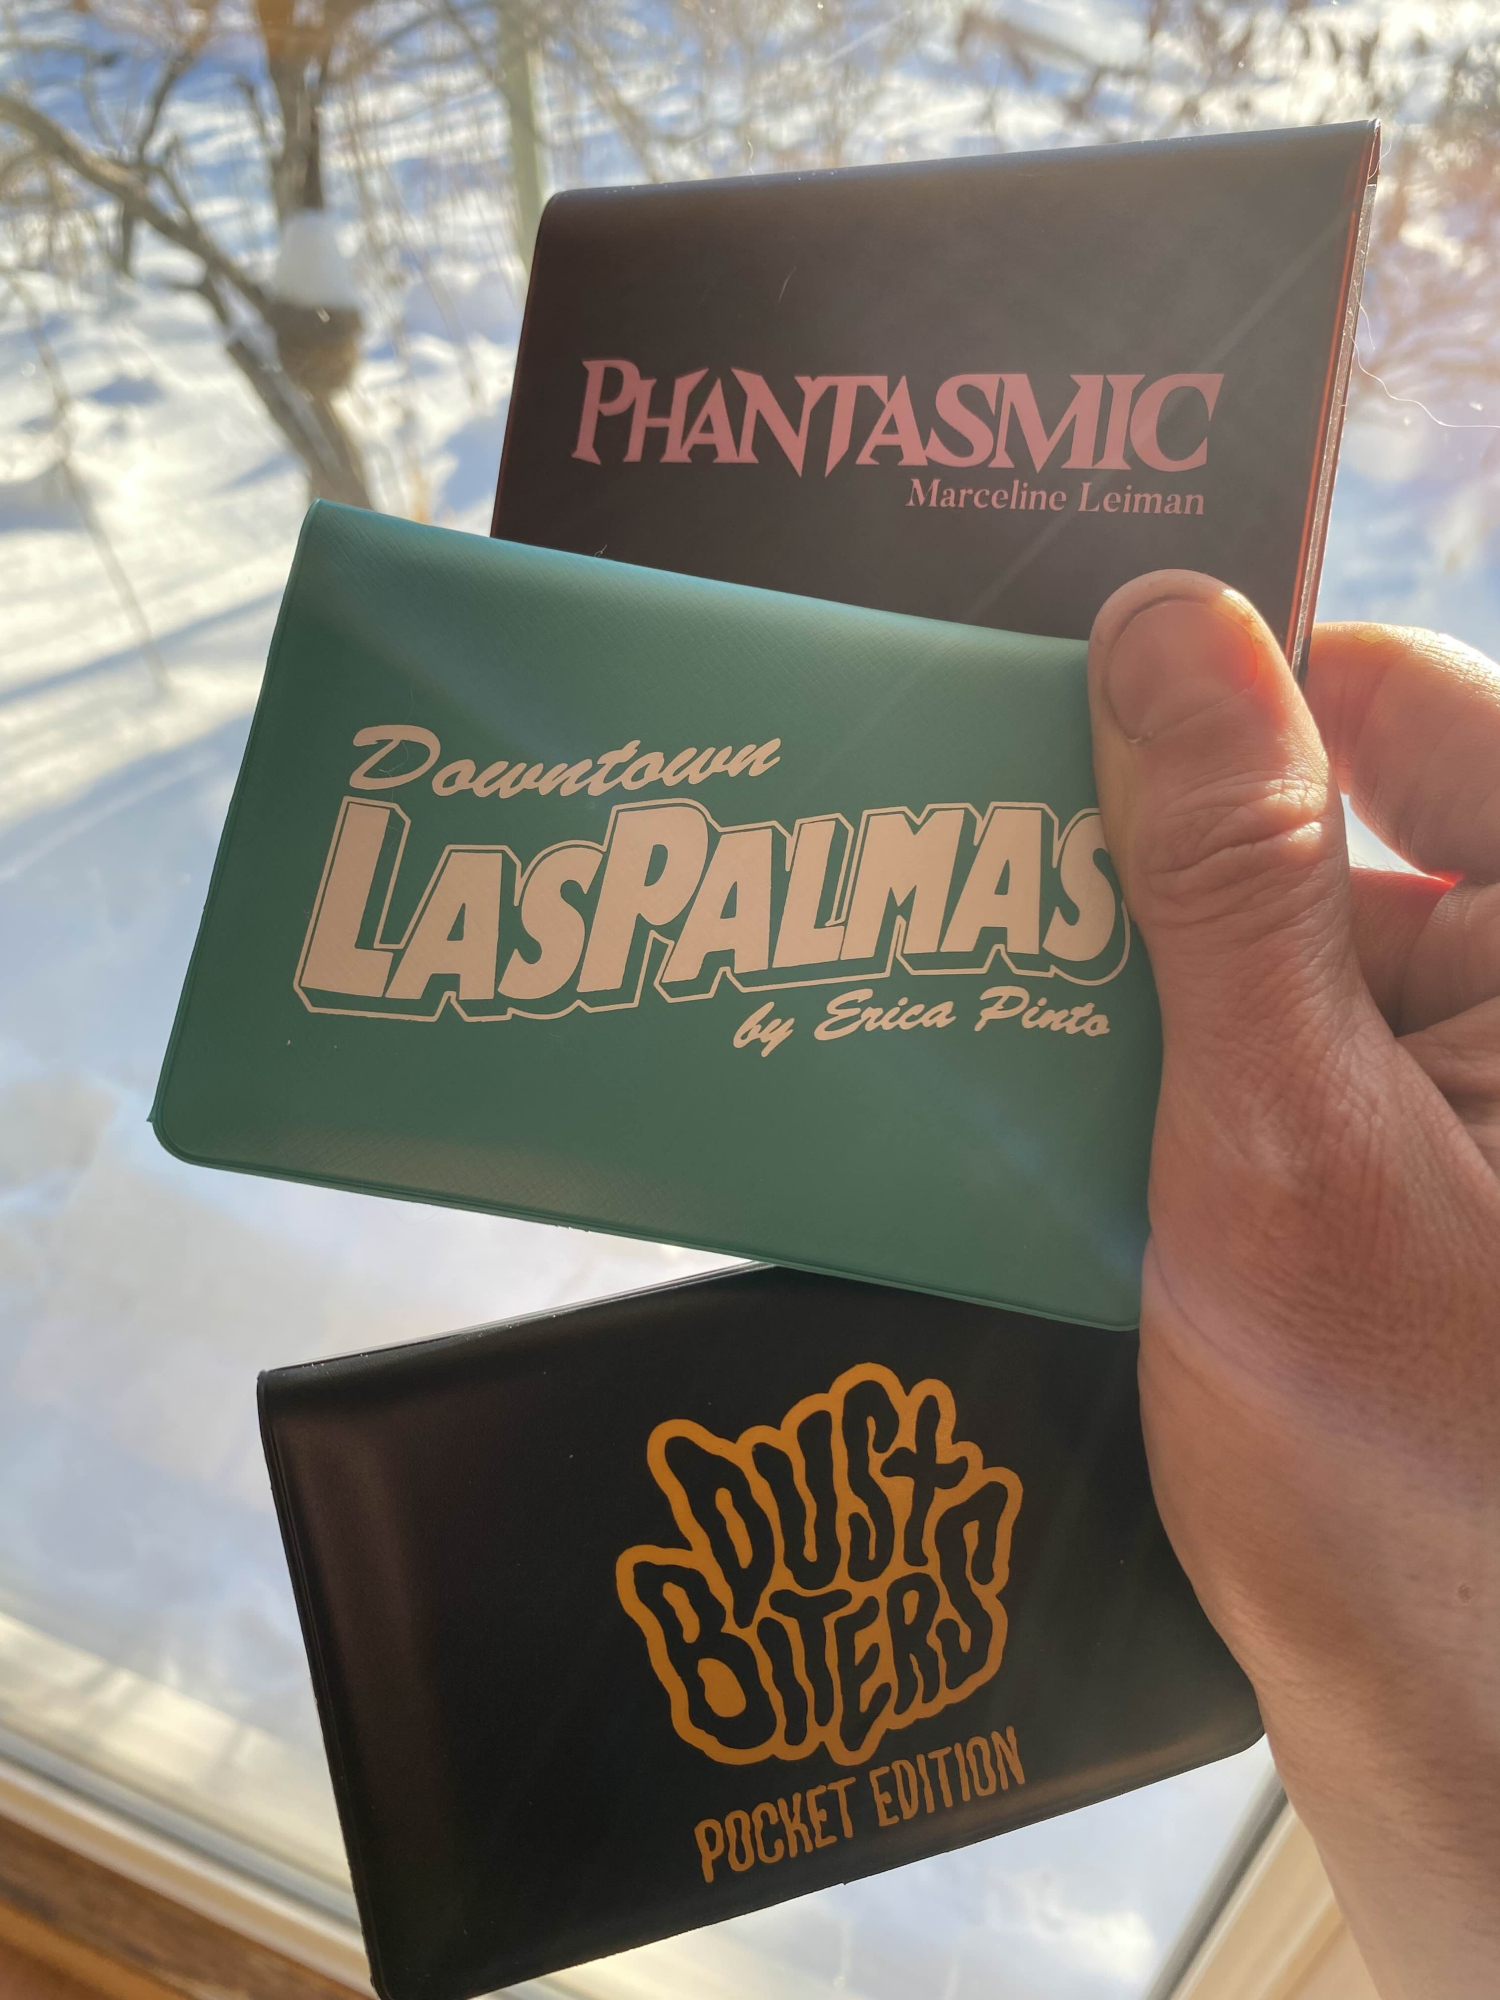 PHANTASMIC
Marceline Leiman
Downtown
LASPALMAS
by Erica Pinto
DUST
BITERS
POCKET EDITION